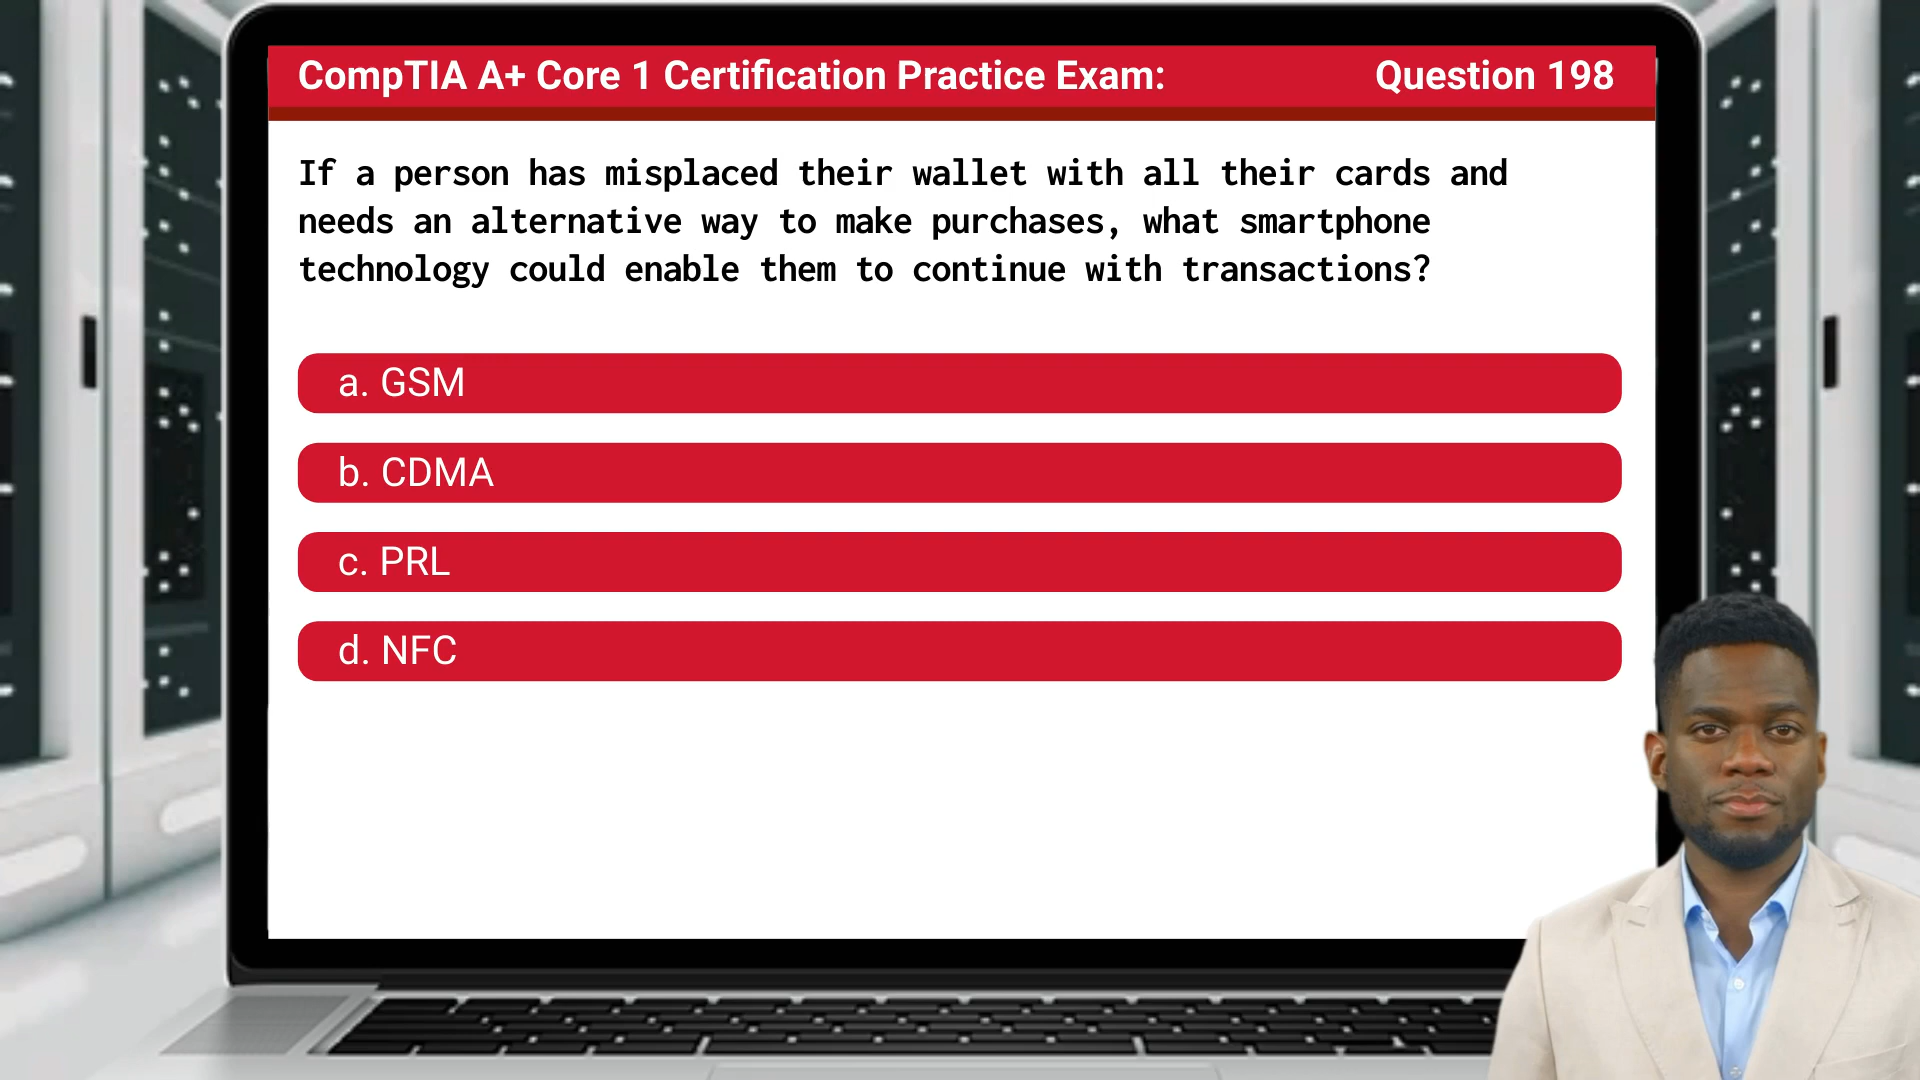 CompTIA A+ Core 1 Certification Practice Exam: Question 198
If a person has misplaced their wallet with all their cards and
needs an alternative way to make purchases, what smartphone
technology could enable them to continue with transactions?
a. GSM
b. CDMA
c. PRL
d. NFC